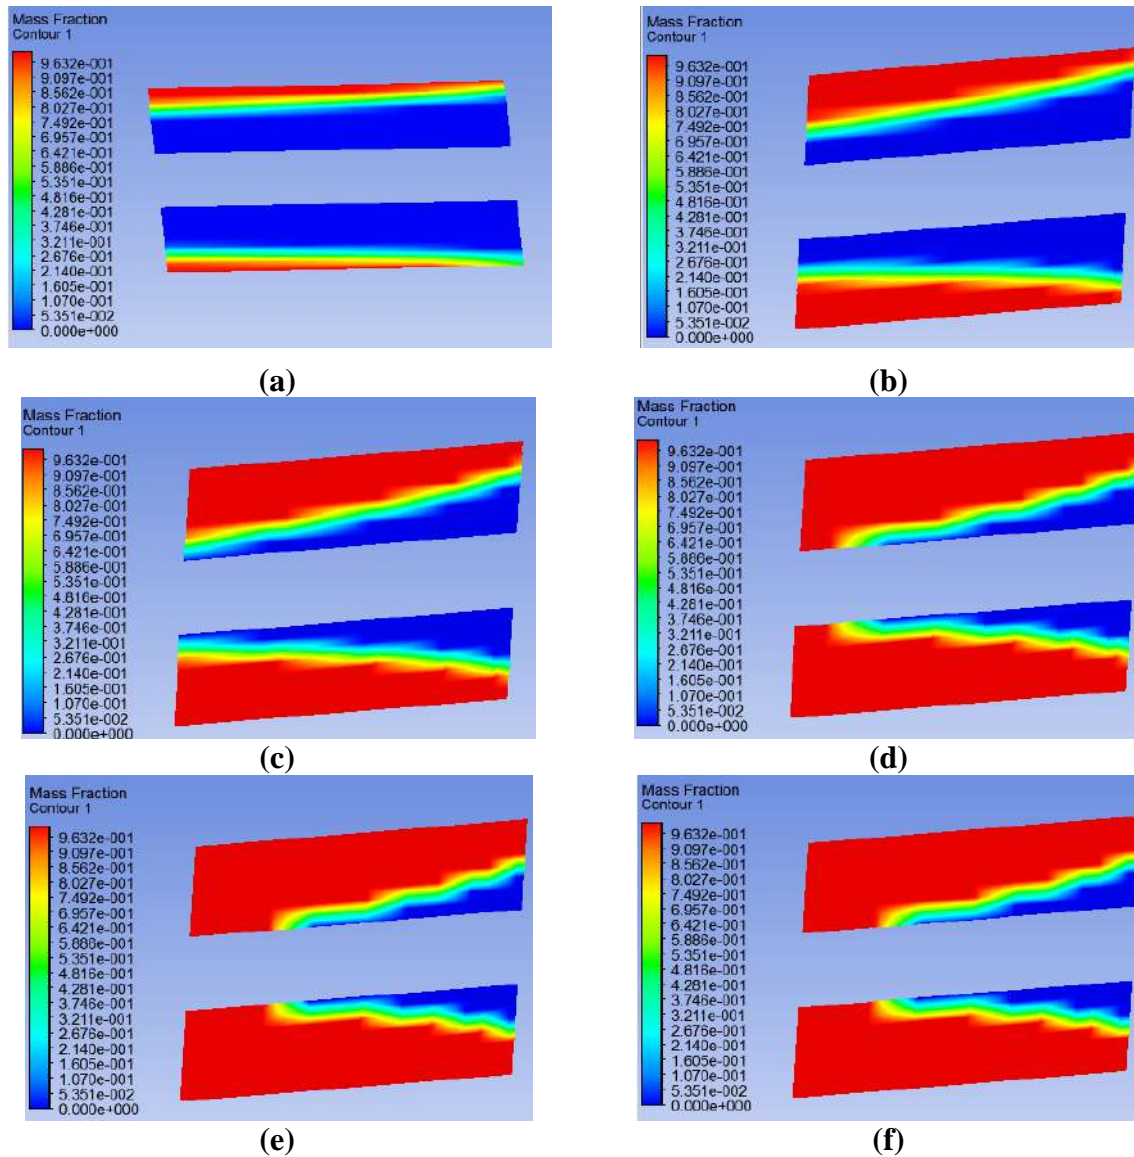 Mass Fraction
Contour 1
9.632e-001
9.097e-001
8.562e-001
8.027e-001
7.492e-001
6.957e-001
6.421e-001
5.886e-001
5.351e-001
4.816e-001
4.281e-001
3.746e-001
3.211e-001
2.676e-001
2.140e-001
1.605e-001
1.070e-001
5.351e-002
0.000e+000
(a)
Mass Fraction
Contour 1
9.632e-001
9.097e-001
8.562e-001
8.027e-001
7.492e-001
6.957e-001
6.421e-001
5.886e-001
5.351e-001
4.816e-001
4.281e-001
3.746e-001
3.211e-001
2.676e-001
2.140e-001
1.605e-001
1.070e-001
5.351e-002
0.000e+000
(b)
Mass Fraction
Contour 1
9.632e-001
9.097e-001
8.562e-001
8.027e-001
7.492e-001
6.957e-001
6.421e-001
5.886e-001
5.351e-001
4.816e-001
4.281e-001
3.746e-001
3.211e-001
2.676e-001
2.140e-001
1.605e-001
1.070e-001
5.351e-002
0.000e+000
(c)
Mass Fraction
Contour 1
9.632e-001
9.097e-001
8.562e-001
8.027e-001
7.492e-001
6.957e-001
6.421e-001
5.886e-001
5.351e-001
4.816e-001
4.281e-001
3.746e-001
3.211e-001
2.676e-001
2.140e-001
1.605e-001
1.070e-001
5.351e-002
0.000e+000
(d)
Mass Fraction
Contour 1
9.632e-001
9.097e-001
8.562e-001
8.027e-001
7.492e-001
6.957e-001
6.421e-001
5.886e-001
5.351e-001
4.816e-001
4.281e-001
3.746e-001
3.211e-001
2.676e-001
2.140e-001
1.605e-001
1.070e-001
5.351e-002
0.000e+000
(e)
Mass Fraction
Contour 1
9.632e-001
9.097e-001
8.562e-001
8.027e-001
7.492e-001
6.957e-001
6.421e-001
5.886e-001
5.351e-001
4.816e-001
4.281e-001
3.746e-001
3.211e-001
2.676e-001
2.140e-001
1.605e-001
1.070e-001
5.351e-002
0.000e+000
(f)